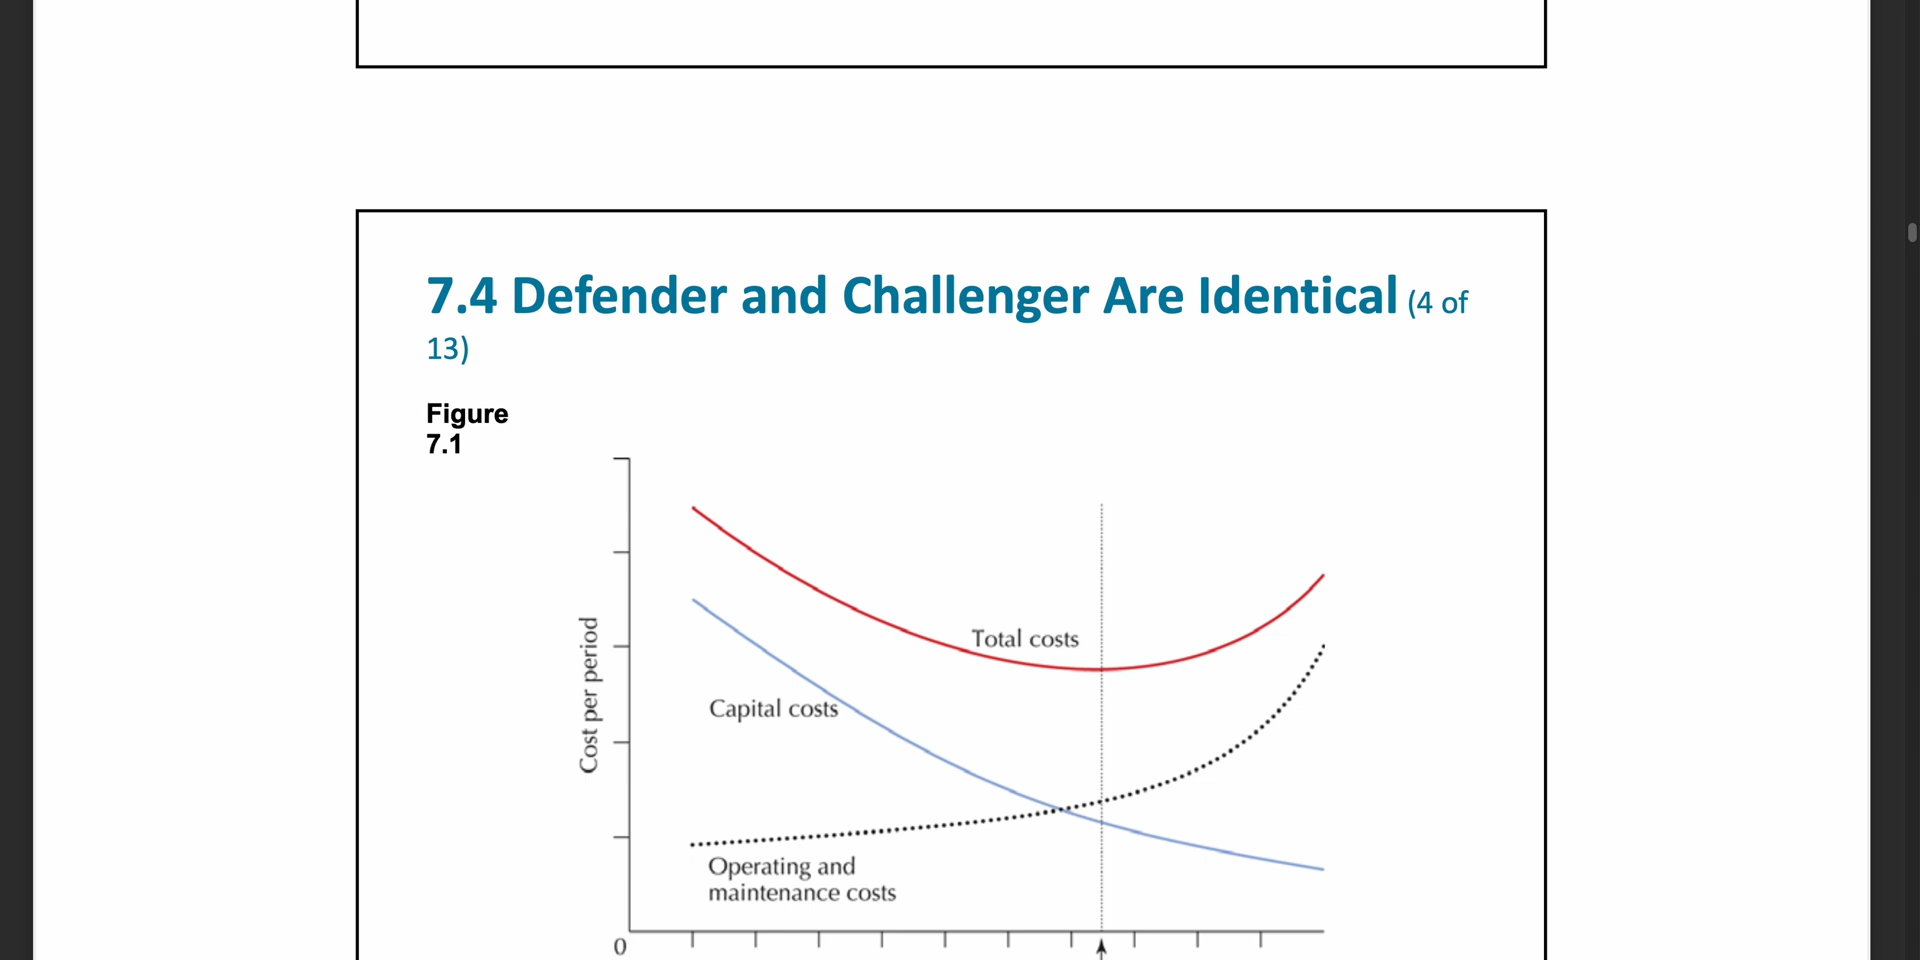 7.4 Defender and Challenger Are Identical (4 of
13)
Figure
7.1
Total costs
Cost per period
Capital costs
Operating and
maintenance costs
0